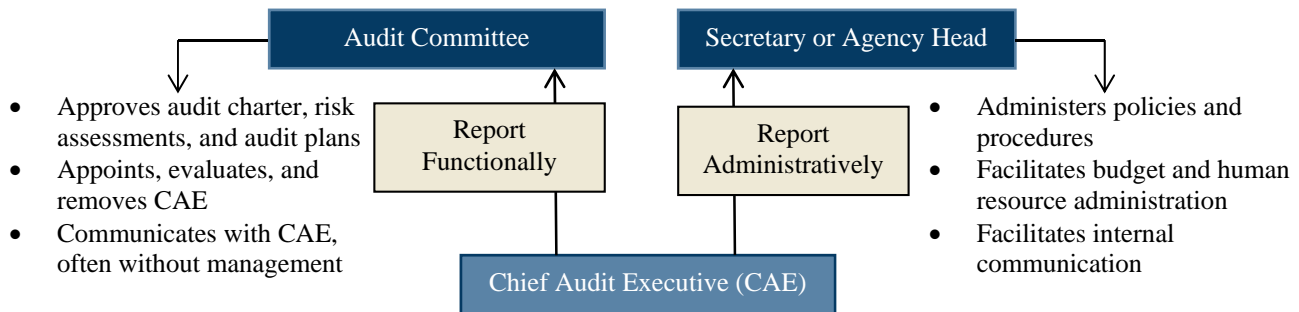 Audit Committee
Secretary or Agency Head
• Approves audit charter, risk
assessments, and audit plans
• Appoints, evaluates, and
removes CAE
• Communicates with CAE,
often without management
Report
Functionally
Report
Administratively
• Administers policies and
procedures
• Facilitates budget and human
resource administration
• Facilitates internal
communication
Chief Audit Executive (CAE)